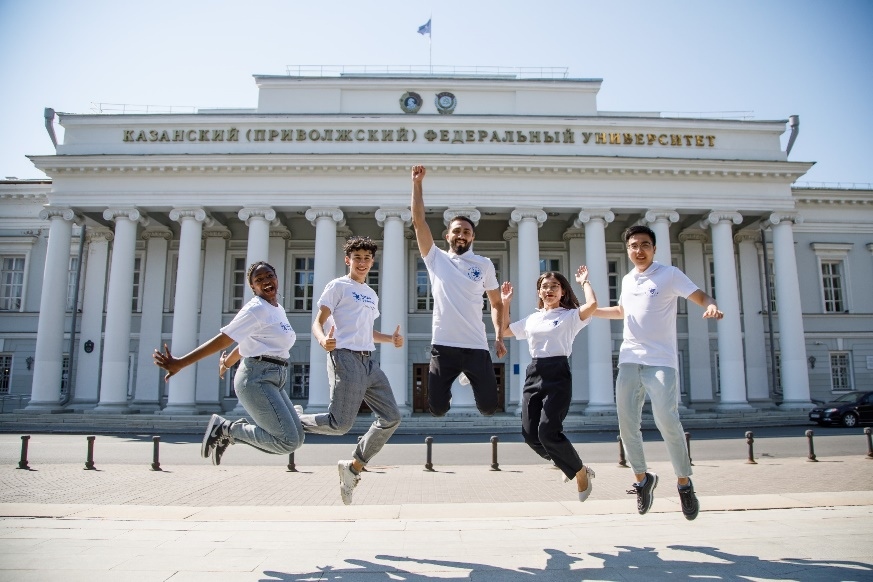 КАЗАНСКИЙ (ПРИВОЛЖСКИЙ) ФЕДЕРАЛЬНЫЙ УНИВЕРСИТЕТ